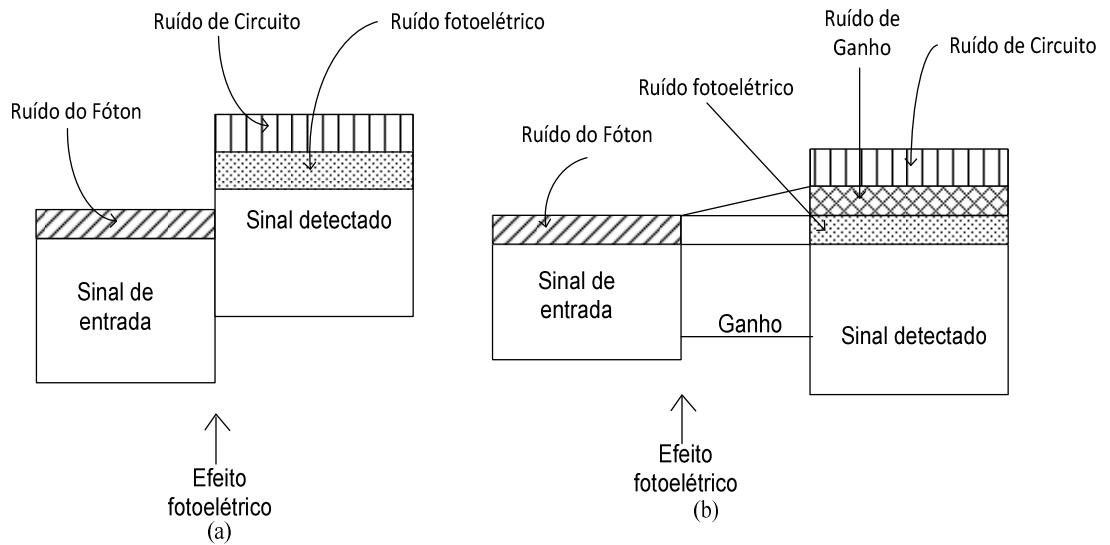 Ruído de Circuito
Ruído fotoelétrico
Ruído do Fóton
Sinal detectado
Sinal de
entrada
Efeito
fotoelétrico
(a)
Ruído de
Ganho
Ruído de Circuito
Ruído fotoelétrico
Ruído do Fóton
Sinal de
entrada
Ganho
Sinal detectado
Efeito
fotoelétrico
(b)